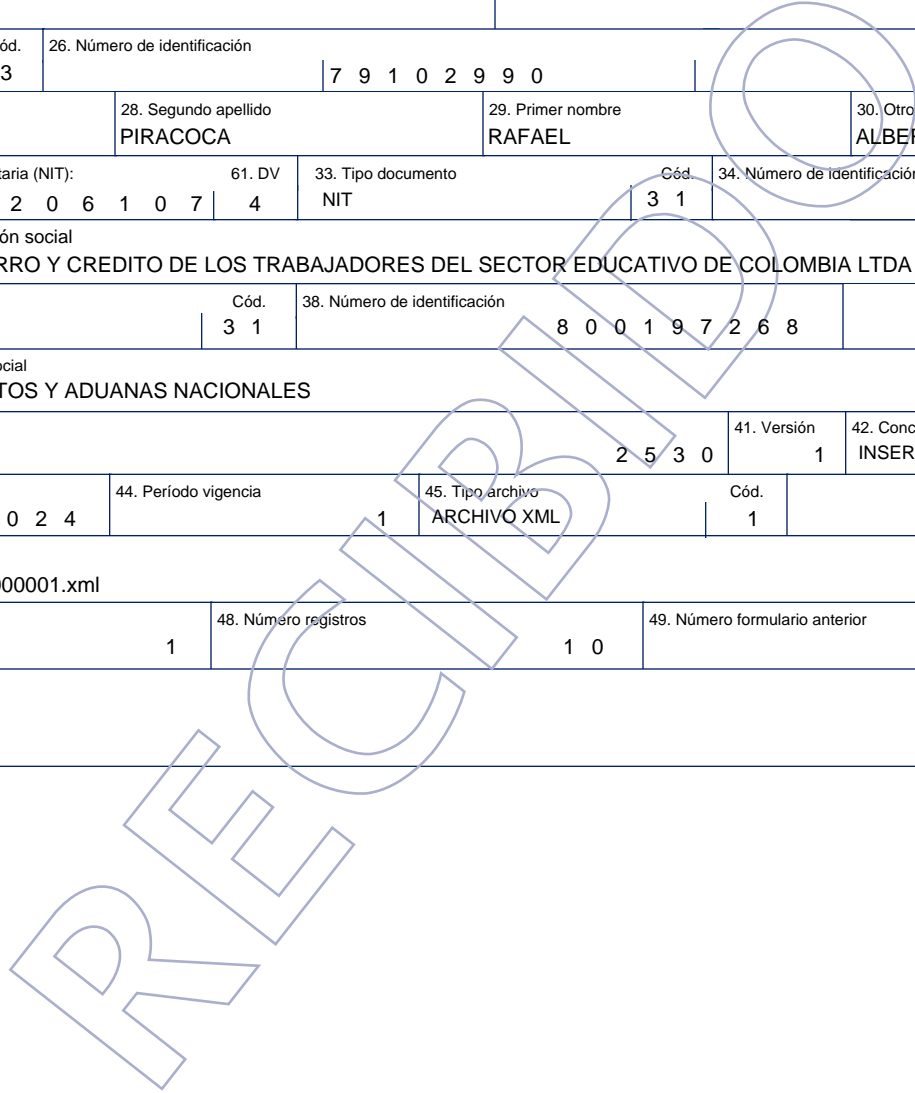 ód. 26. Número de identificación
3 7 9 1 0 2 9 9 0
28. Segundo apellido 29. Primer nombre 30. Otro
PIRACOCA RAFAEL ALBER
taria (NIT): 61. DV 33. Tipo documento Cód. 34. Número de identificación
2 0 6 1 0 7 4 NIT 3 1
ón social
RRO Y CREDITO DE LOS TRABAJADORES DEL SECTOR EDUCATIVO DE COLOMBIA LTDA
Cód. 38. Número de identificación
3 1 8 0 0 1 9 7 2 6 8
ocial
TOS Y ADUANAS NACIONALES
41. Versión 42. Conc
2 5 3 0 1 INSER
44. Período vigencia 45. Tipo archivo Cód.
0 2 4 1 ARCHIVO XML 1
000001.xml
48. Número registros 49. Número formulario anterior
1 1 0
RECIBIDO